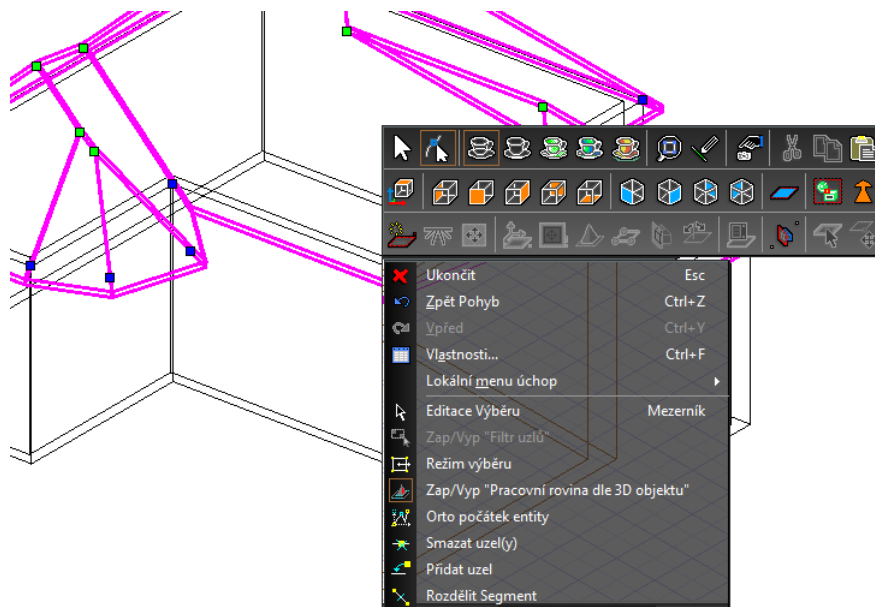 Ukončit Esc
Zpět Pohyb Ctrl+Z
Vpřed Ctrl+Y
Vlastnosti... Ctrl+F
Lokální menu úchop
Editace Výběru Mezerník
Zap/Vyp "Filtr uzlů"
Režim výběru
Zap/Vyp "Pracovní rovina dle 3D objektu"
Orto počátek entity
Smazat uzel(y)
Přidat uzel
Rozdělit Segment